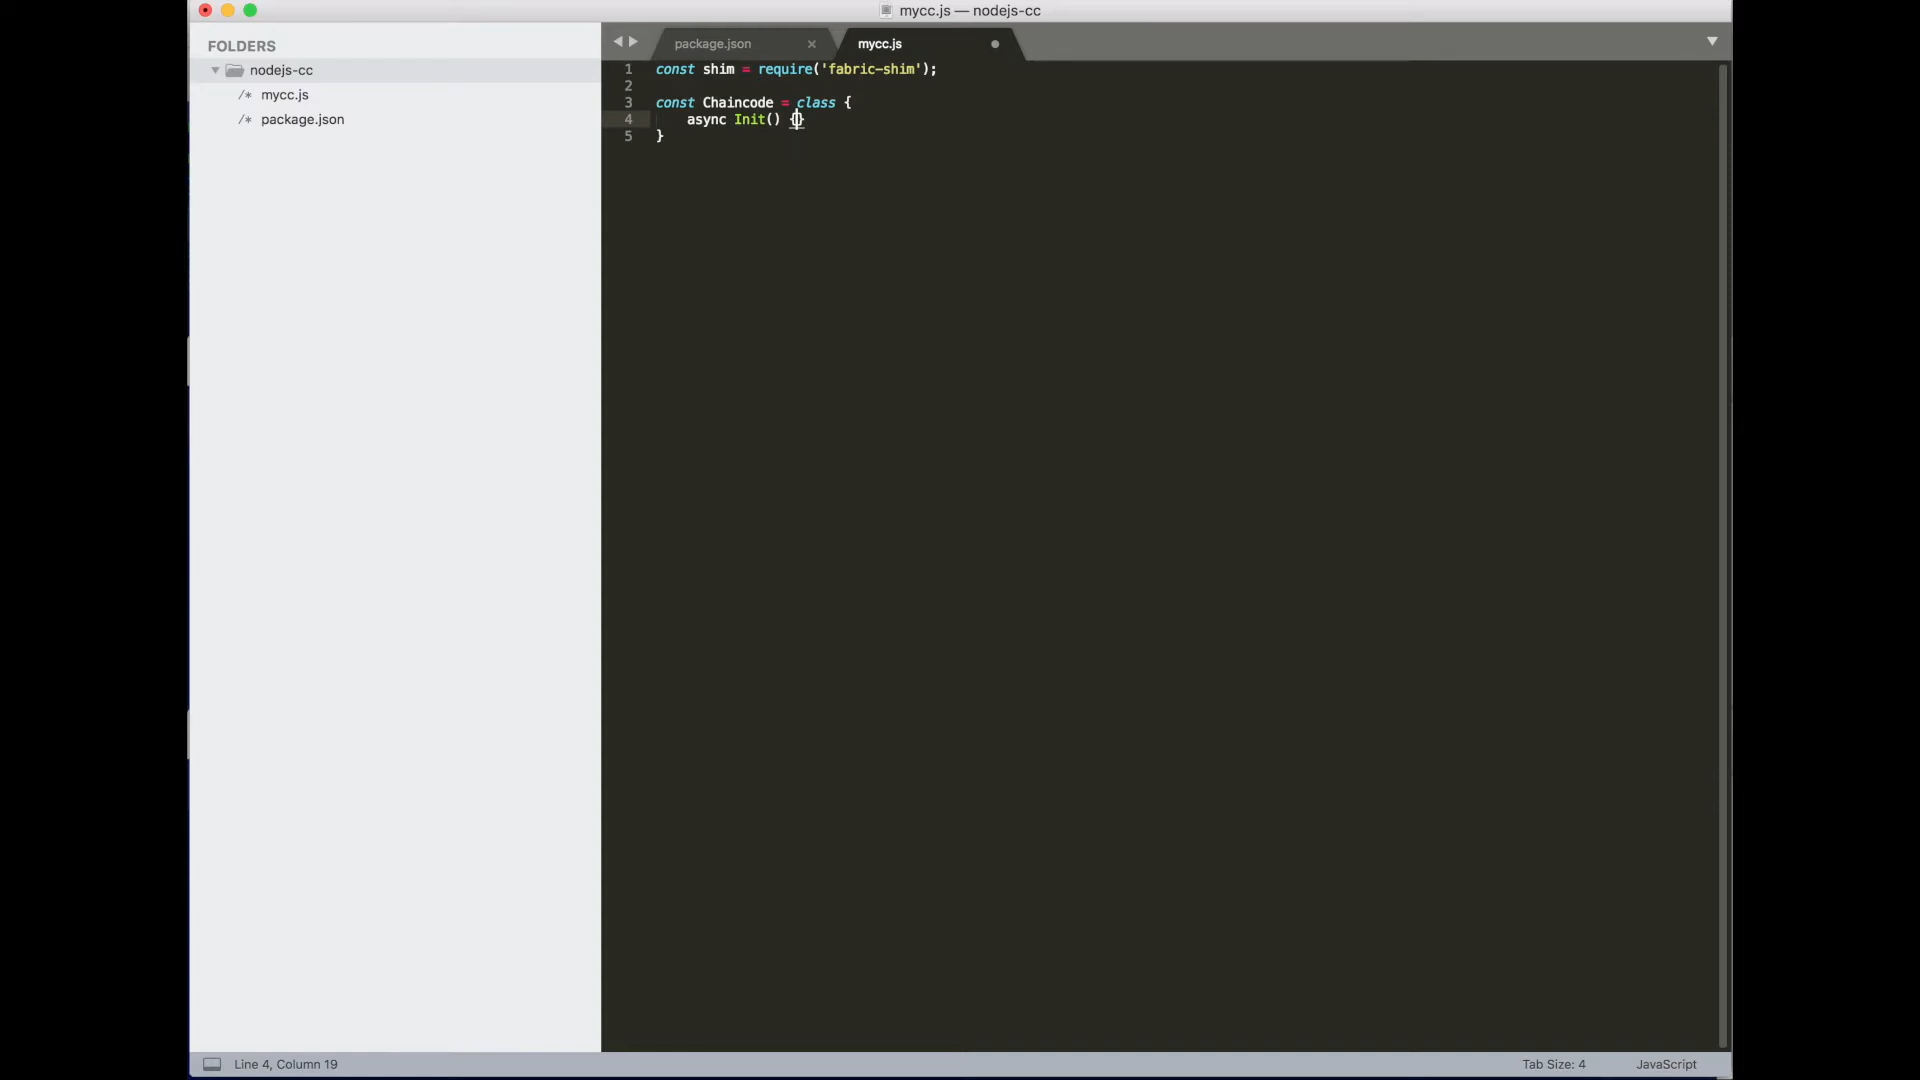 mycc.js — nodejs-cc
FOLDERS
nodejs-cc
/* mycc.js
/* package.json
package.json
mycc.js
1 const shim = require('fabric-shim');
2
3 const Chaincode = class {
4 async Init() {}
5 }
Line 4, Column 19
Tab Size: 4
JavaScript